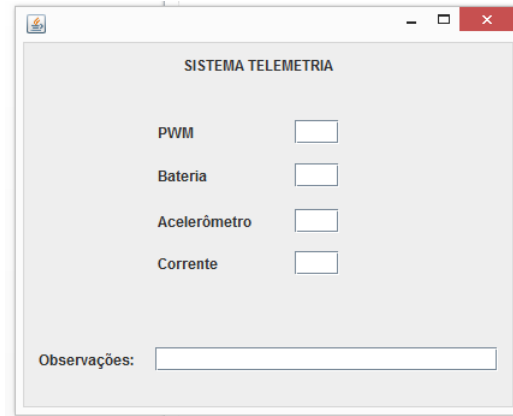 SISTEMA TELEMETRIA
PWM
Bateria
Acelerômetro
Corrente
Observações: